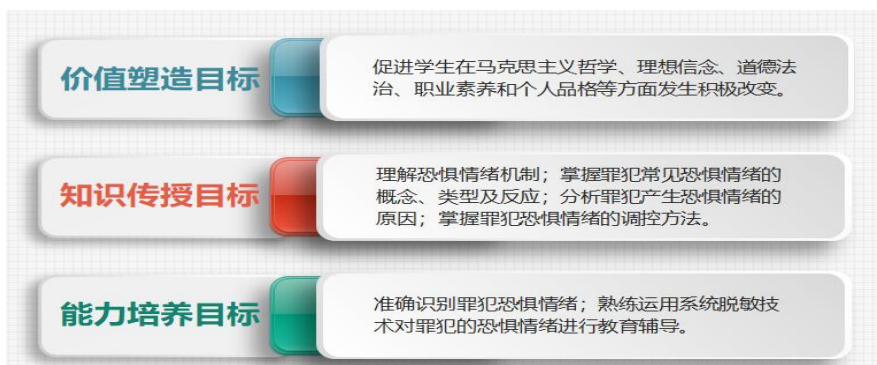 价值塑造目标
促进学生在马克思主义哲学、理想信念、道德法
治、职业素养和个人品格等方面发生积极改变。
知识传授目标
理解恐惧情绪机制；掌握罪犯常见恐惧情绪的
概念、类型及反应；分析罪犯产生恐惧情绪的
原因；掌握罪犯恐惧情绪的调控方法。
能力培养目标
准确识别罪犯恐惧情绪；熟练运用系统脱敏技
术对罪犯的恐惧情绪进行教育辅导。